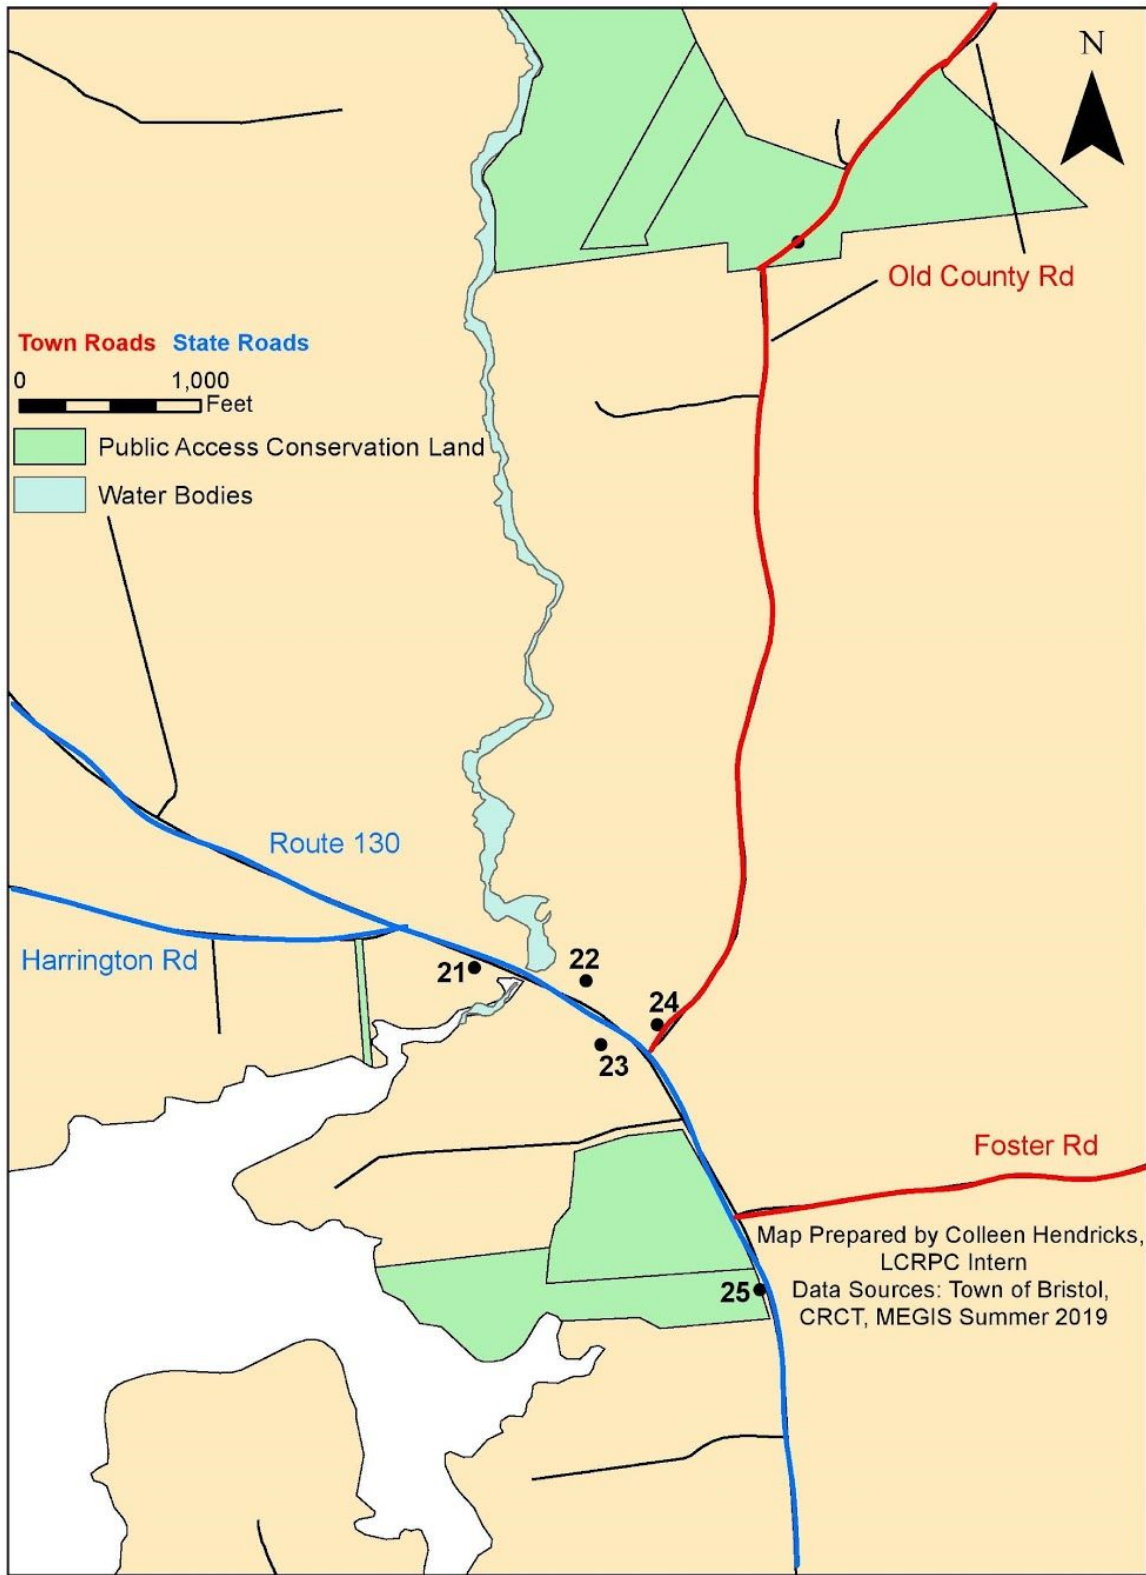 N
Old County Rd
Town Roads State Roads
0 1,000
Feet
Public Access Conservation Land
Water Bodies
Route 130
Harrington Rd
21
22
24
23
Foster Rd
Map Prepared by Colleen Hendricks,
LCRPC Intern
Data Sources: Town of Bristol,
CRCT, MEGIS Summer 2019
25